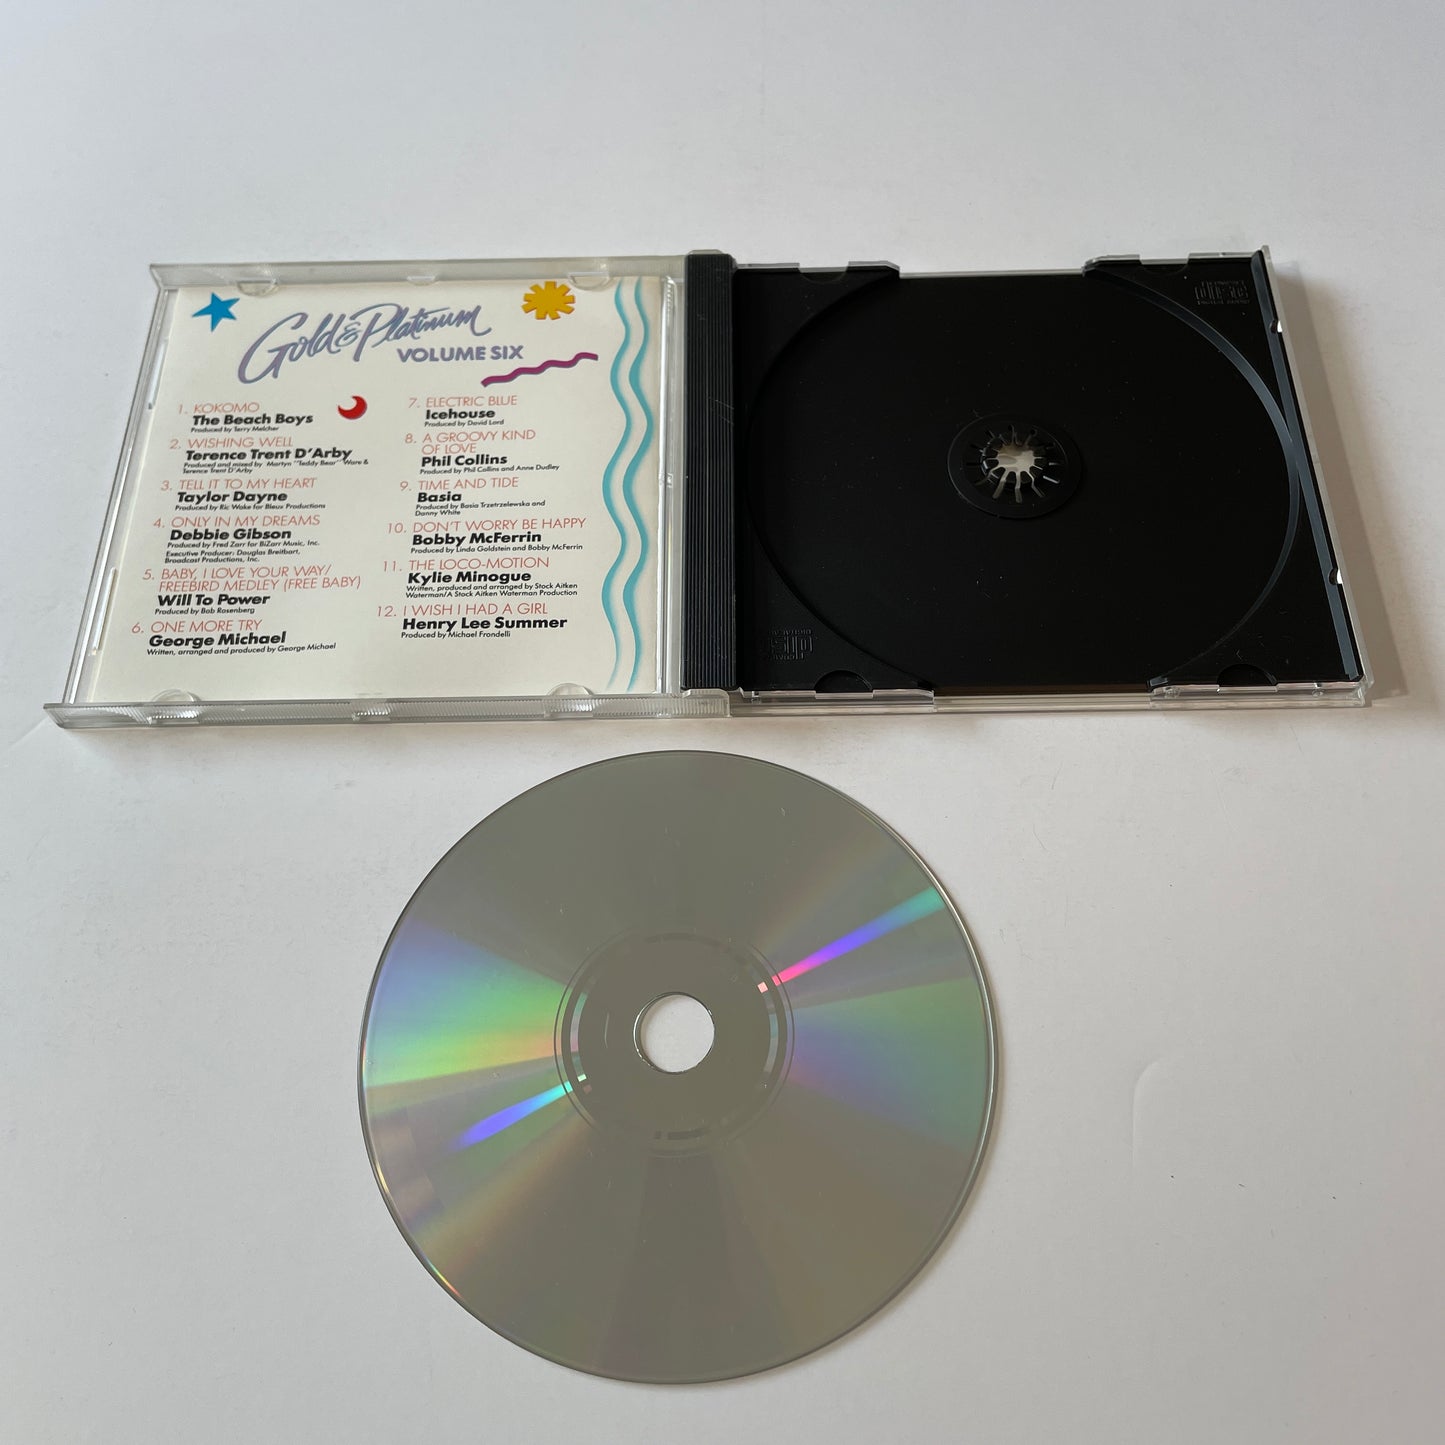 Gold & Platinum
VOLUME SIX
1. KOKOMO
The Beach Boys
Produced by Terry Melcher
2. WISHING WELL
Terence Trent D'Arby
Produced and mixed by Martyn "Teddy Bear" Ware &
Terence Trent D'Arby
3. TELL IT TO MY HEART
Taylor Dayne
Produced by Ric Wake for Bleux Productions
4. ONLY IN MY DREAMS
Debbie Gibson
Produced by Fred Zarr for BiZarr Music, Inc.
Executive Producer: Douglas Breitbart,
Broadcast Productions, Inc.
5. BABY, I LOVE YOUR WAY/
FREEBIRD MEDLEY (FREE BABY)
Will To Power
Produced by Bob Rosenberg
6. ONE MORE TRY
George Michael
Written, arranged and produced by George Michael
7. ELECTRIC BLUE
Icehouse
Produced by David Lord
8. A GROOVY KIND
OF LOVE
Phil Collins
Produced by Phil Collins and Anne Dudley
9. TIME AND TIDE
Basia
Produced by Basia Trzetrzelewska and
Danny White
10. DON'T WORRY BE HAPPY
Bobby McFerrin
Produced by Linda Goldstein and Bobby McFerrin
11. THE LOCO-MOTION
Kylie Minogue
Written, produced and arranged by Stock Aitken
Waterman/A Stock Aitken Waterman Production
12. I WISH I HAD A GIRL
Henry Lee Summer
Produced by Michael Frondelli
COMPACT
disc
DIGITAL AUDIO
COMPACT
disc
DIGITAL AUDIO